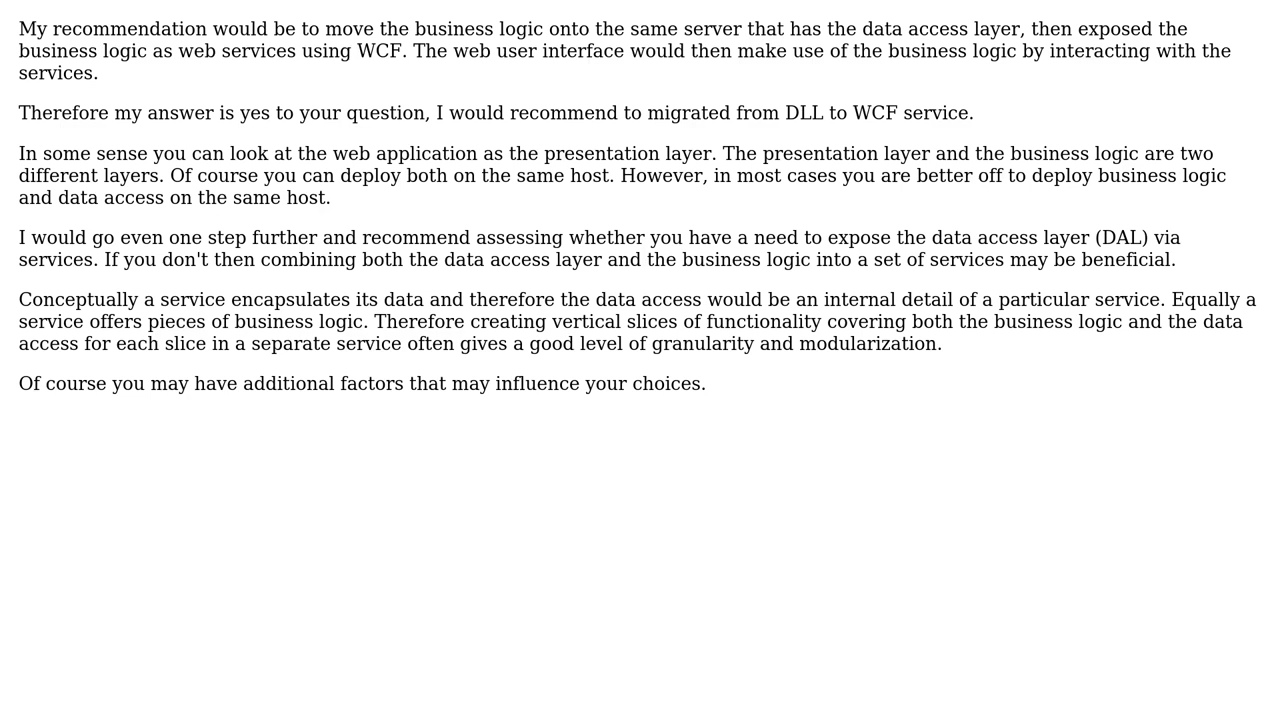 My recommendation would be to move the business logic onto the same server that has the data access layer, then exposed the
business logic as web services using WCF. The web user interface would then make use of the business logic by interacting with the
services.
Therefore my answer is yes to your question, I would recommend to migrated from DLL to WCF service.
In some sense you can look at the web application as the presentation layer. The presentation layer and the business logic are two
different layers. Of course you can deploy both on the same host. However, in most cases you are better off to deploy business logic
and data access on the same host.
I would go even one step further and recommend assessing whether you have a need to expose the data access layer (DAL) via
services. If you don't then combining both the data access layer and the business logic into a set of services may be beneficial.
Conceptually a service encapsulates its data and therefore the data access would be an internal detail of a particular service. Equally a
service offers pieces of business logic. Therefore creating vertical slices of functionality covering both the business logic and the data
access for each slice in a separate service often gives a good level of granularity and modularization.
Of course you may have additional factors that may influence your choices.